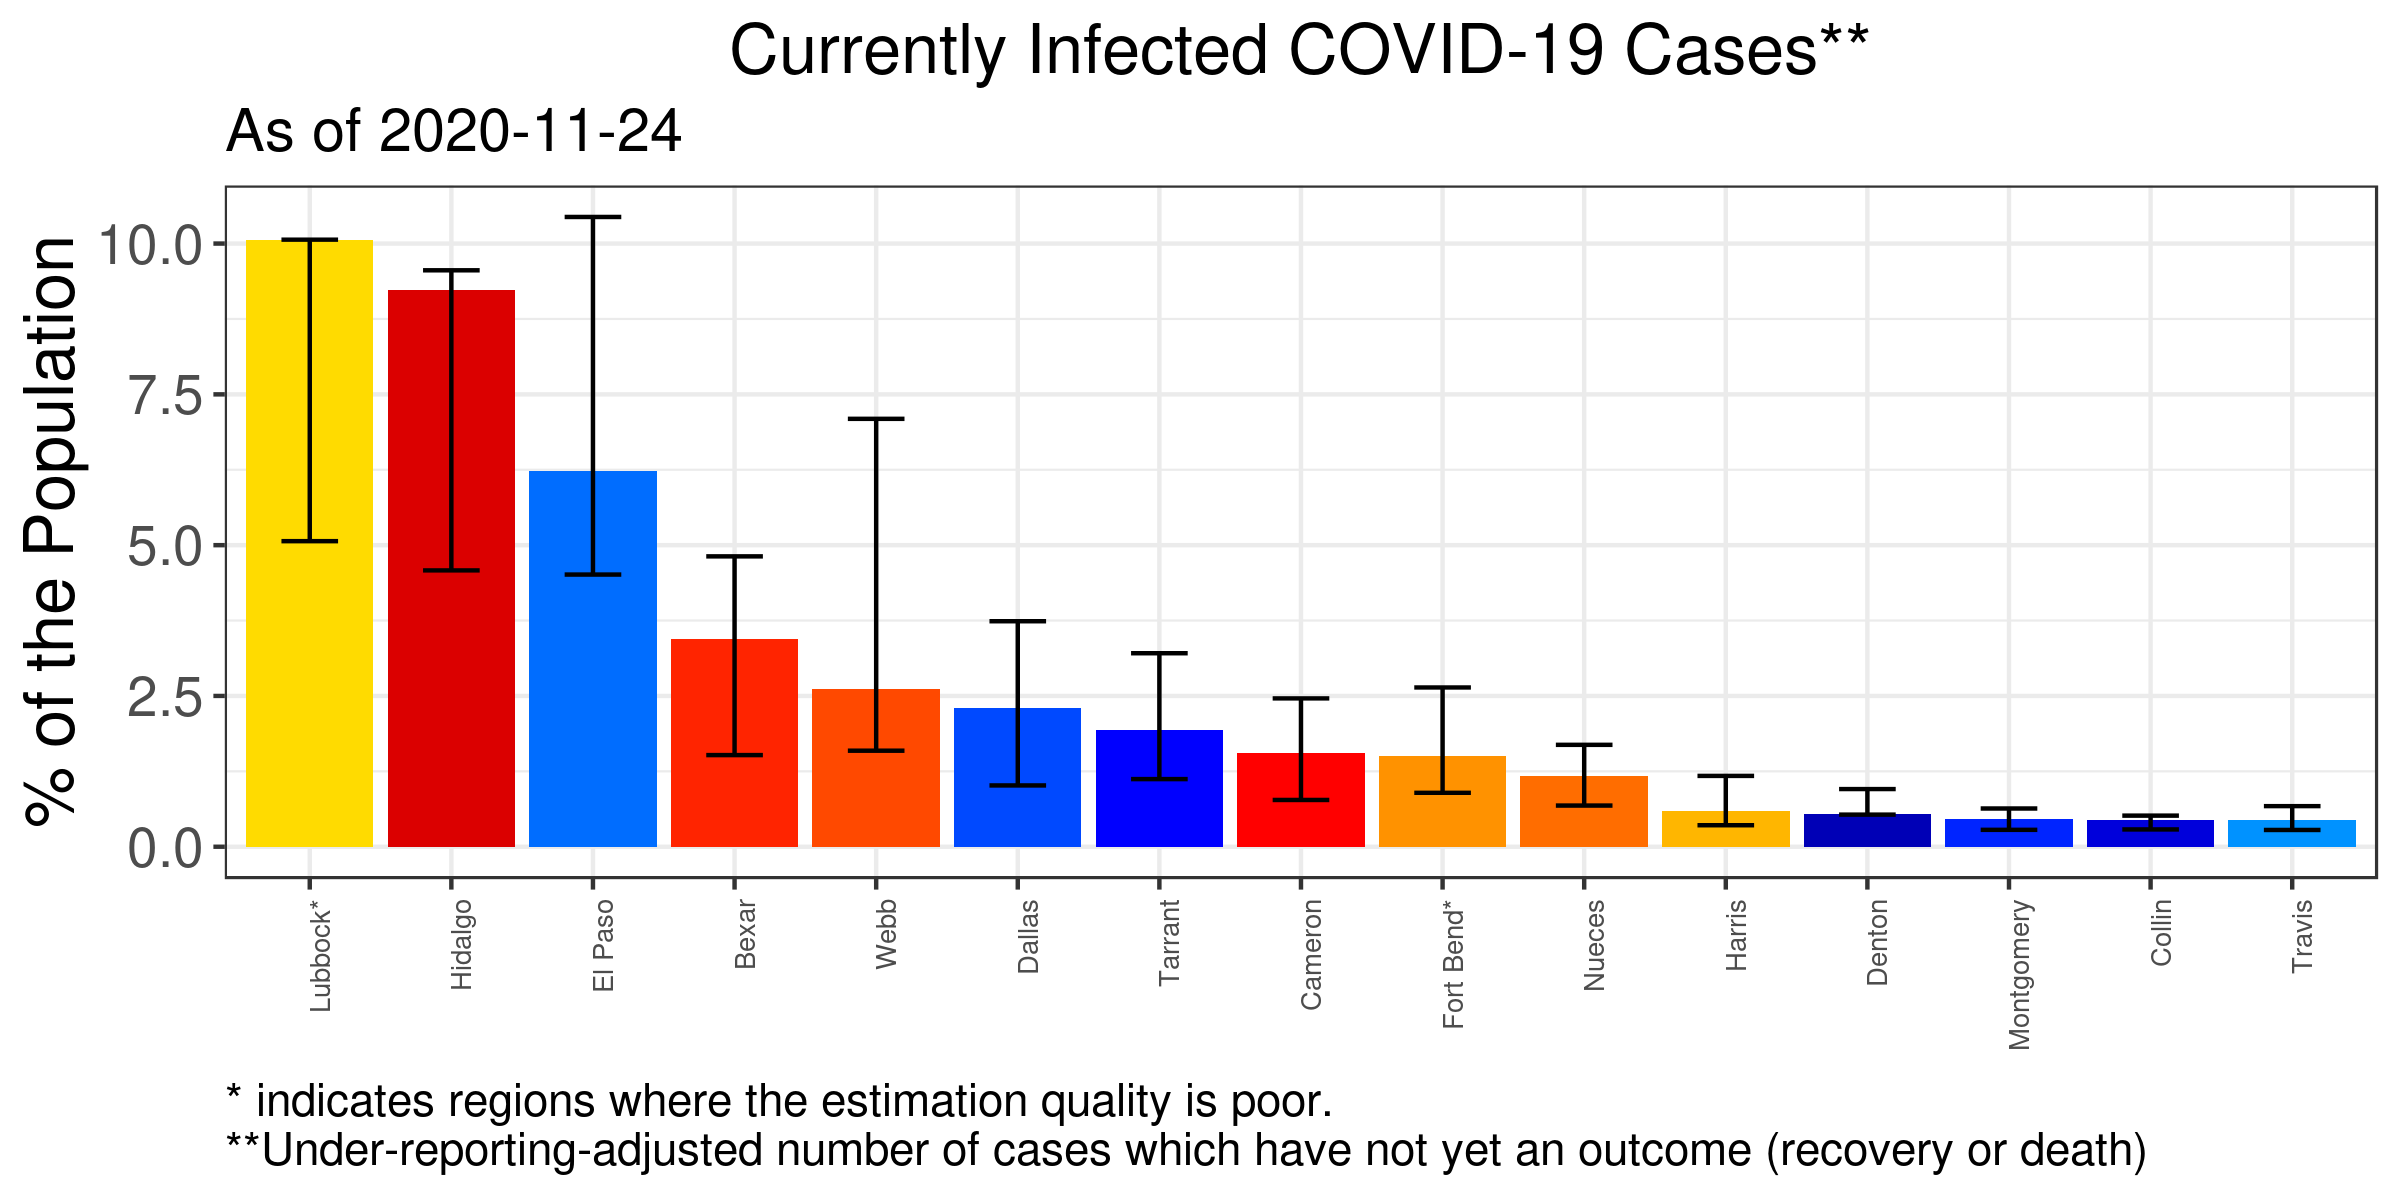 Currently Infected COVID-19 Cases**
As of 2020-11-24
% of the Population
10.0
7.5
5.0
2.5
0.0
Lubbock*
Hidalgo
El Paso
Bexar
Webb
Dallas
Tarrant
Cameron
Fort Bend*
Nueces
Harris
Denton
Montgomery
Collin
Travis
* indicates regions where the estimation quality is poor.
**Under-reporting-adjusted number of cases which have not yet an outcome (recovery or death)